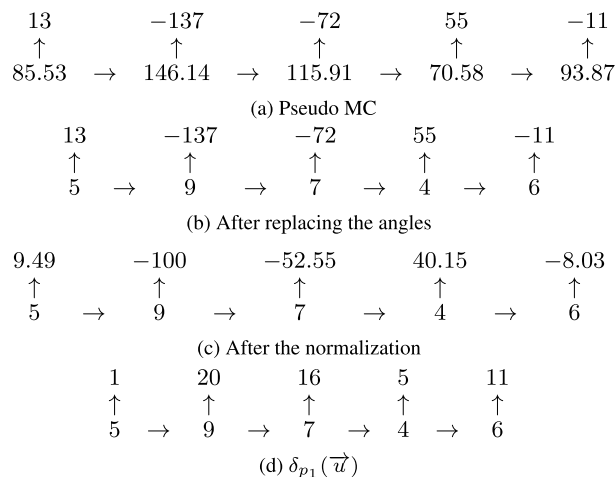 13 −137 −72 55 −11
↑ ↑ ↑ ↑ ↑
85.53 → 146.14 → 115.91 → 70.58 → 93.87
(a) Pseudo MC
13 −137 −72 55 −11
↑ ↑ ↑ ↑ ↑
5 → 9 → 7 → 4 → 6
(b) After replacing the angles
9.49 −100 −52.55 40.15 −8.03
↑ ↑ ↑ ↑ ↑
5 → 9 → 7 → 4 → 6
(c) After the normalization
1 20 16 5 11
↑ ↑ ↑ ↑ ↑
5 → 9 → 7 → 4 → 6
(d) δ_{p_1}(\overrightarrow{u})